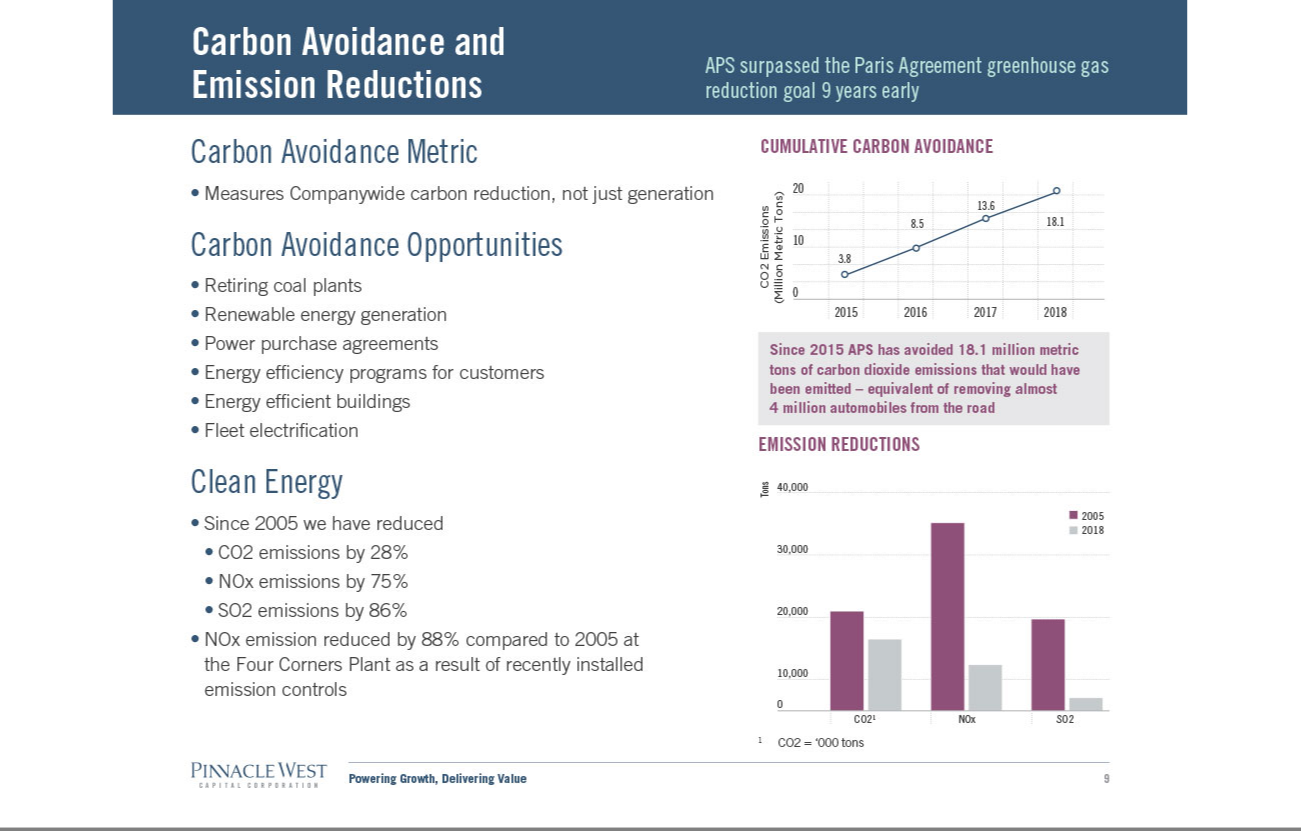 Carbon Avoidance and
Emission Reductions
APS surpassed the Paris Agreement greenhouse gas
reduction goal 9 years early
Carbon Avoidance Metric
• Measures Companywide carbon reduction, not just generation
Carbon Avoidance Opportunities
• Retiring coal plants
• Renewable energy generation
• Power purchase agreements
• Energy efficiency programs for customers
• Energy efficient buildings
• Fleet electrification
Clean Energy
• Since 2005 we have reduced
• CO2 emissions by 28%
• NOx emissions by 75%
• SO2 emissions by 86%
• NOx emission reduced by 88% compared to 2005 at
the Four Corners Plant as a result of recently installed
emission controls
CUMULATIVE CARBON AVOIDANCE
CO2 Emissions
(Million Metric Tons)
20
10
0
3.8
8.5
13.6
18.1
2015 2016 2017 2018
Since 2015 APS has avoided 18.1 million metric
tons of carbon dioxide emissions that would have
been emitted – equivalent of removing almost
4 million automobiles from the road
EMISSION REDUCTIONS
Tons
40,000
30,000
20,000
10,000
0
2005
2018
CO2¹ NOx SO2
¹ CO2 = ‘000 tons
PINNACLE WEST
CAPITAL CORPORATION
Powering Growth, Delivering Value
9